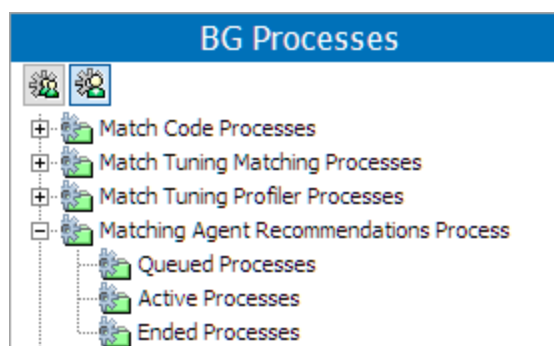 BG Processes
Match Code Processes
Match Tuning Matching Processes
Match Tuning Profiler Processes
Matching Agent Recommendations Process
Queued Processes
Active Processes
Ended Processes